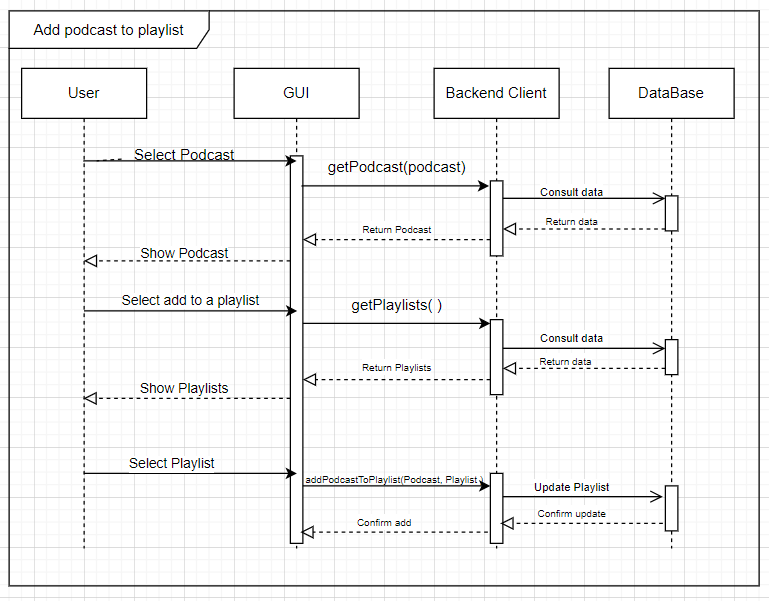 Add podcast to playlist
User
GUI
Backend Client
DataBase
Select Podcast
getPodcast(podcast)
Consult data
Return data
Return Podcast
Show Podcast
Select add to a playlist
getPlaylists( )
Consult data
Return data
Return Playlists
Show Playlists
Select Playlist
addPodcastToPlaylist(Podcast, Playlist )
Update Playlist
Confirm update
Confirm add